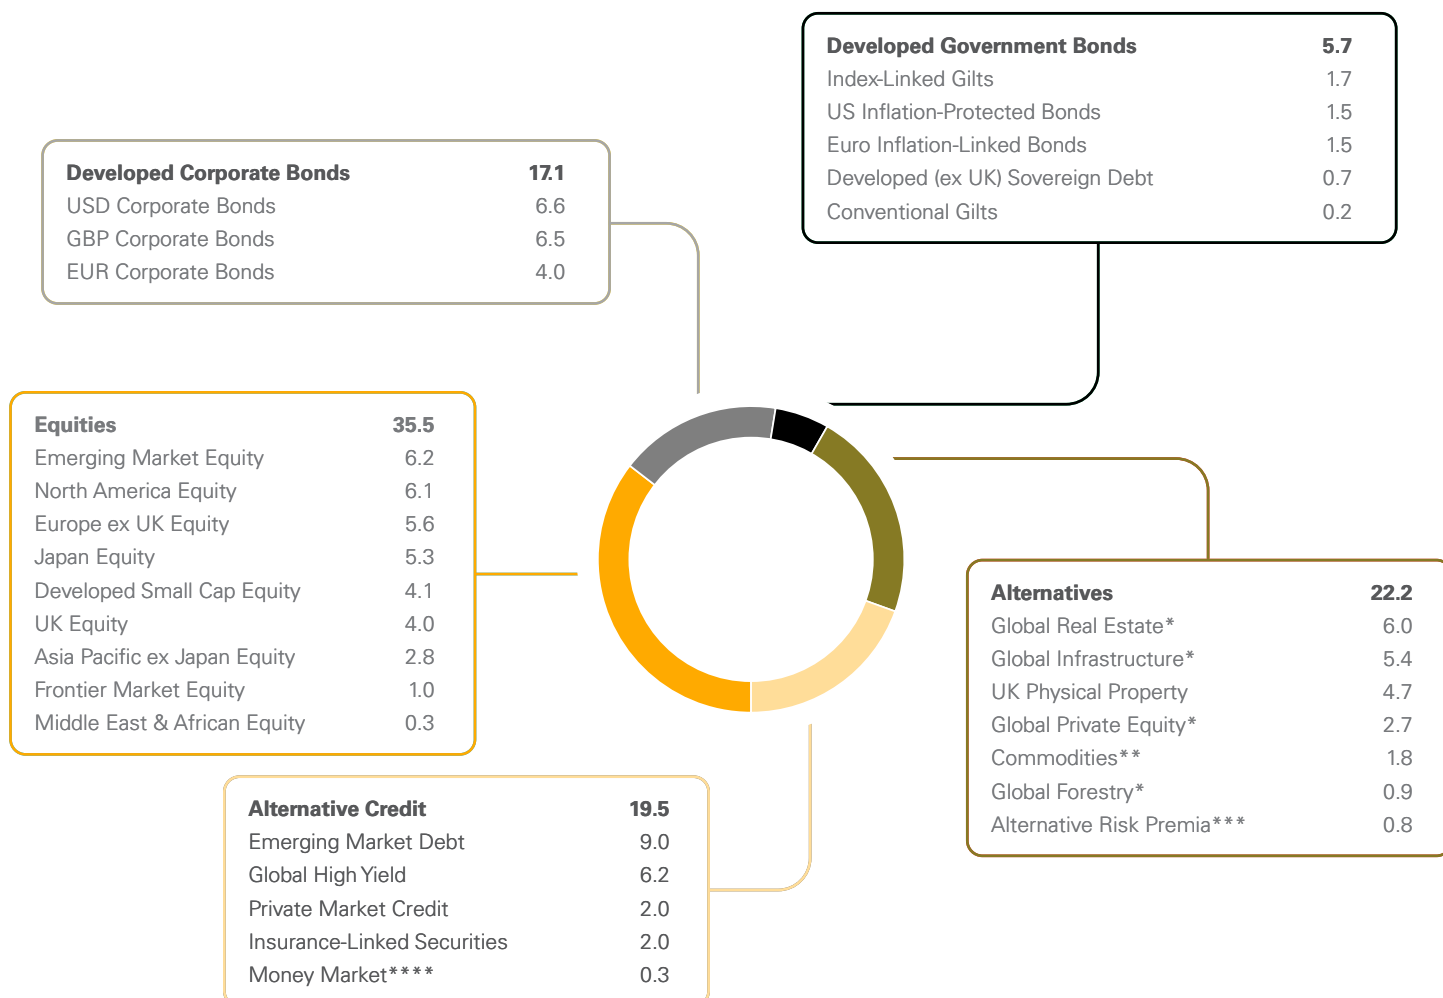 Developed Government Bonds 5.7
Index-Linked Gilts 1.7
US Inflation-Protected Bonds 1.5
Euro Inflation-Linked Bonds 1.5
Developed (ex UK) Sovereign Debt 0.7
Conventional Gilts 0.2
Developed Corporate Bonds 17.1
USD Corporate Bonds 6.6
GBP Corporate Bonds 6.5
EUR Corporate Bonds 4.0
Equities 35.5
Emerging Market Equity 6.2
North America Equity 6.1
Europe ex UK Equity 5.6
Japan Equity 5.3
Developed Small Cap Equity 4.1
UK Equity 4.0
Asia Pacific ex Japan Equity 2.8
Frontier Market Equity 1.0
Middle East & African Equity 0.3
Alternatives 22.2
Global Real Estate* 6.0
Global Infrastructure* 5.4
UK Physical Property 4.7
Global Private Equity* 2.7
Commodities** 1.8
Global Forestry* 0.9
Alternative Risk Premia*** 0.8
Alternative Credit 19.5
Emerging Market Debt 9.0
Global High Yield 6.2
Private Market Credit 2.0
Insurance-Linked Securities 2.0
Money Market**** 0.3